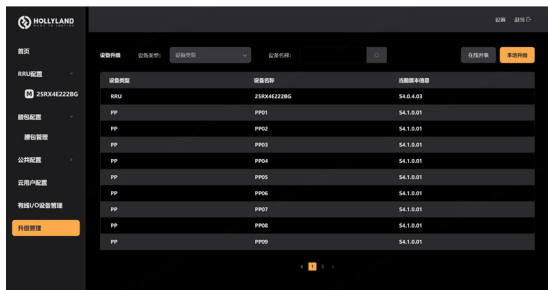 HOLLYLAND
设备 退出
首页
设备升级 设备类型: 设备类型 设备名称:
在线升级 本地升级
RRU配置
M 25RX4E222BG
腰包配置
腰包管理
公共配置
云用户配置
有线I/O设备管理
升级管理
设备类型 设备名称 当前版本信息
RRU 25RX4E222BG S4.0.4.03
PP PP01 S4.1.0.01
PP PP02 S4.1.0.01
PP PP03 S4.1.0.01
PP PP04 S4.1.0.01
PP PP05 S4.1.0.01
PP PP06 S4.1.0.01
PP PP07 S4.1.0.01
PP PP08 S4.1.0.01
PP PP09 S4.1.0.01
1 2